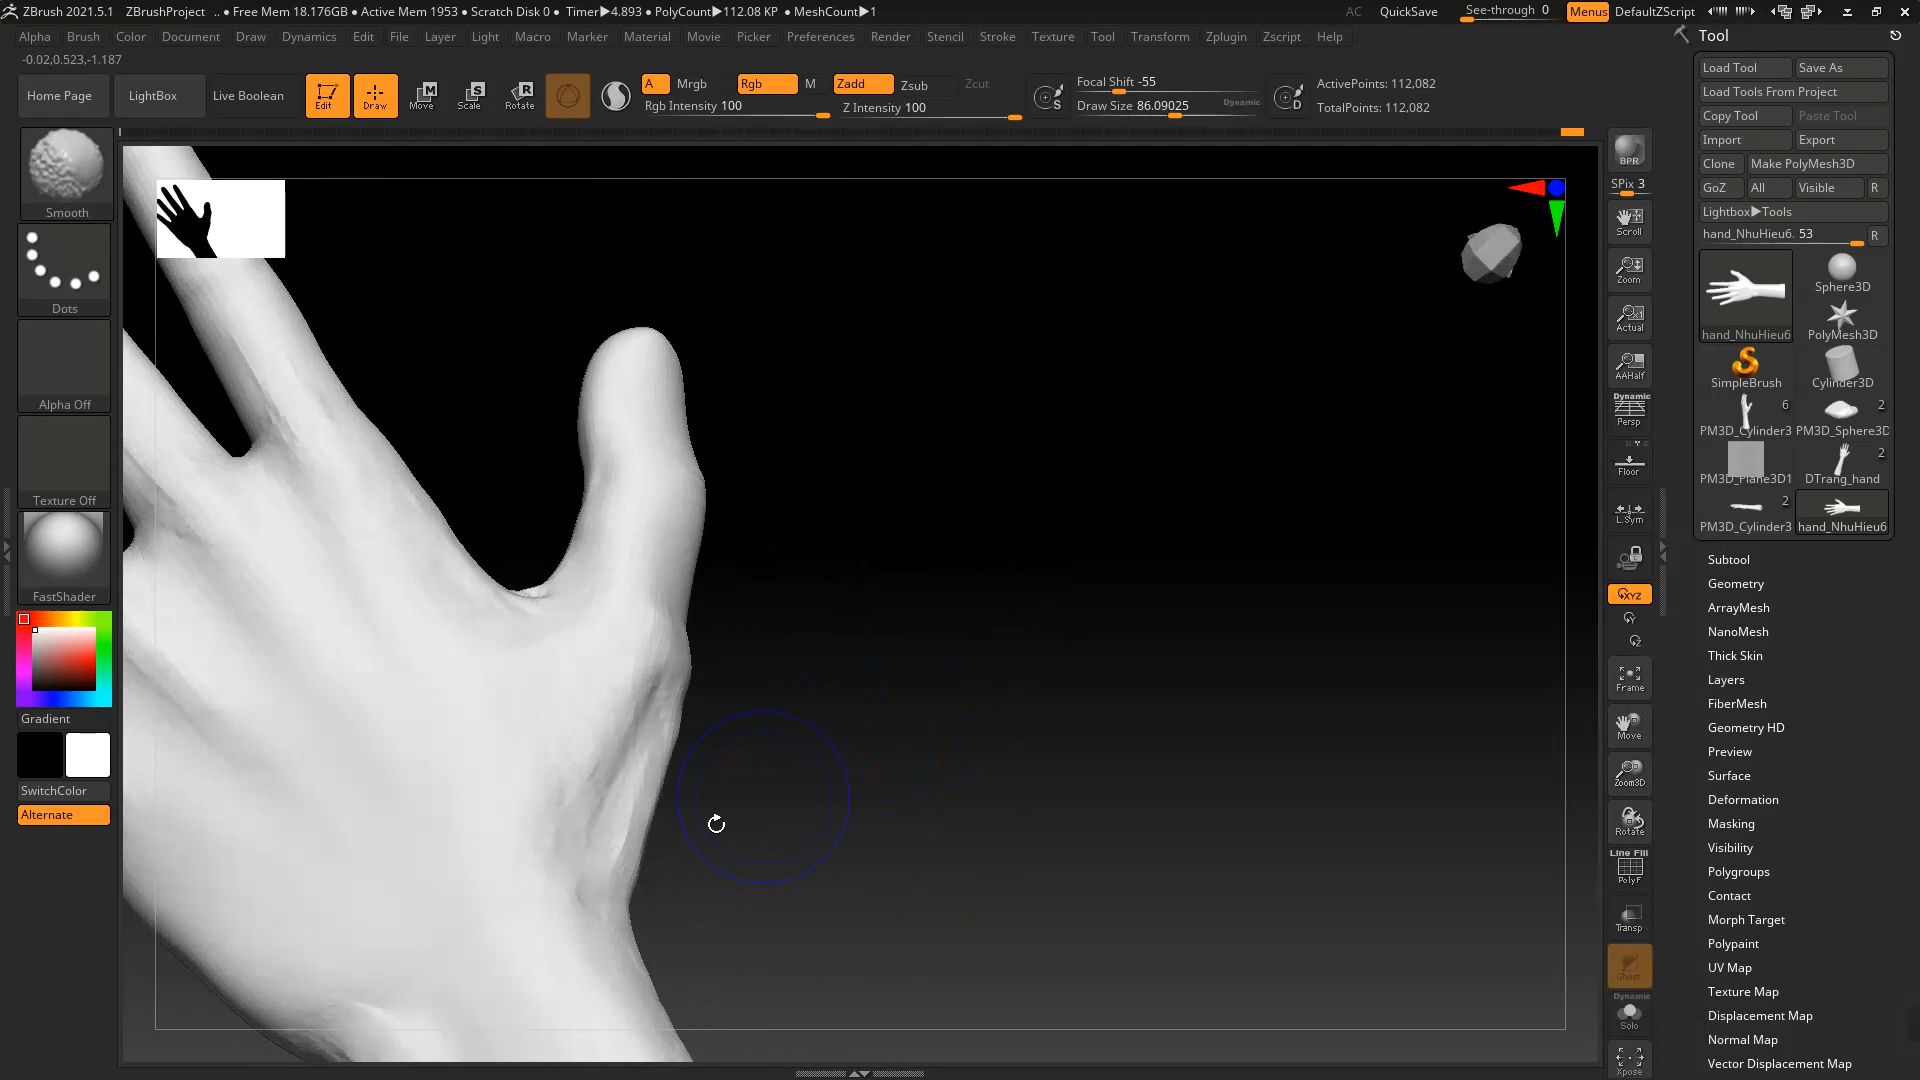 ZBrush 2021.5.1 ZBrushProject .. ● Free Mem 18.176GB ● Active Mem 1953 ● Scratch Disk 0 ● Timer▶4.893 ● PolyCount▶112.08 KP ● MeshCount▶1 AC QuickSave See-through 0 Menus DefaultZScript
Alpha Brush Color Document Draw Dynamics Edit File Layer Light Macro Marker Material Movie Picker Preferences Render Stencil Stroke Texture Tool Transform Zplugin Zscript Help
-0.02,0.523,-1.187
Home Page LightBox Live Boolean Edit Draw Move Scale Rotate
A Mrgb Rgb M Zadd Zsub Zcut
Rgb Intensity 100 Z Intensity 100
Focal Shift -55
Draw Size 86.09025 Dynamic
ActivePoints: 112,082
TotalPoints: 112,082
Smooth
Dots
Alpha Off
Texture Off
FastShader
Gradient
SwitchColor
Alternate
BPR
SPix 3
Scroll
Zoom
Actual
AAHalf
Dynamic
Persp
Floor
L.Sym
XYZ
Frame
Move
Zoom3D
Rotate
Line Fill
PolyF
Transp
Ghost
Dynamic
Solo
Xpose
Tool
Load Tool Save As
Load Tools From Project
Copy Tool Paste Tool
Import Export
Clone Make PolyMesh3D
GoZ All Visible R
Lightbox▶Tools
hand_NhuHieu6. 53 R
hand_NhuHieu6 Sphere3D
PolyMesh3D
SimpleBrush Cylinder3D
6 2
PM3D_Cylinder3 PM3D_Sphere3D
2
PM3D_Plane3D1 DTrang_hand
2
PM3D_Cylinder3 hand_NhuHieu6
Subtool
Geometry
ArrayMesh
NanoMesh
Thick Skin
Layers
FiberMesh
Geometry HD
Preview
Surface
Deformation
Masking
Visibility
Polygroups
Contact
Morph Target
Polypaint
UV Map
Texture Map
Displacement Map
Normal Map
Vector Displacement Map